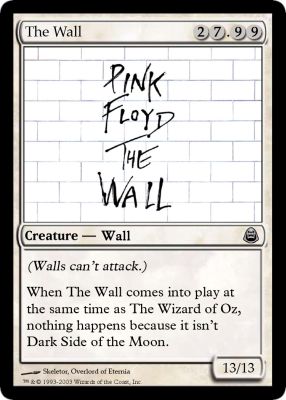 The Wall
2 7 . 9 9
PINK
FLOYD
THE
WALL
Creature — Wall
(Walls can't attack.)
When The Wall comes into play at
the same time as The Wizard of Oz,
nothing happens because it isn't
Dark Side of the Moon.
Skeletor, Overlord of Eternia
13/13
™ & © 1993-2003 Wizards of the Coast, Inc.